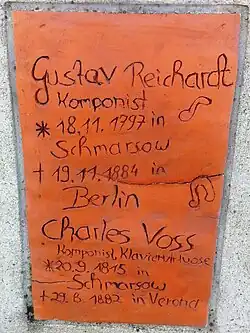 Gustav Reichardt
Komponist
* 18.11.1797 in
Schmarsow
† 19.11.1884 in
Berlin
Charles Voss
Komponist, Klaviervirtuose
* 20.9.1815 in
Schmarsow
† 29.8.1882 in Verona